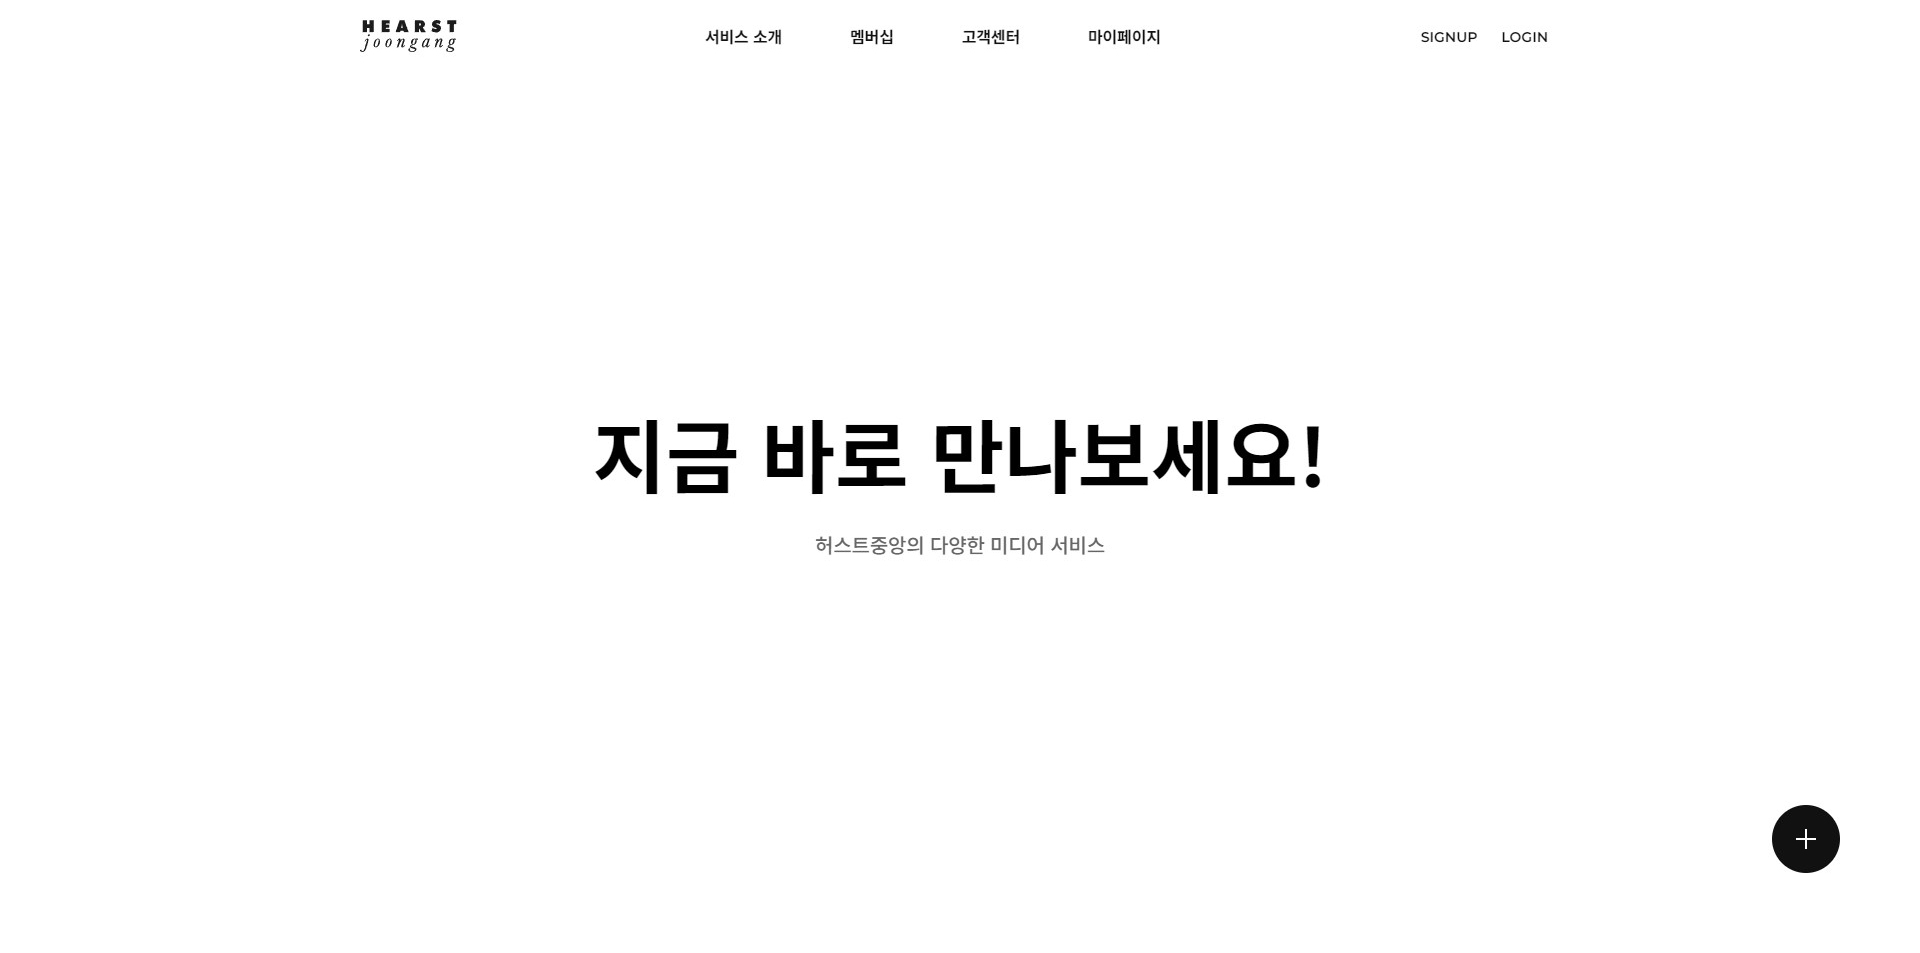 HEARST
joongang
서비스 소개
멤버십
고객센터
마이페이지
SIGNUP
LOGIN
지금 바로 만나보세요!
허스트중앙의 다양한 미디어 서비스